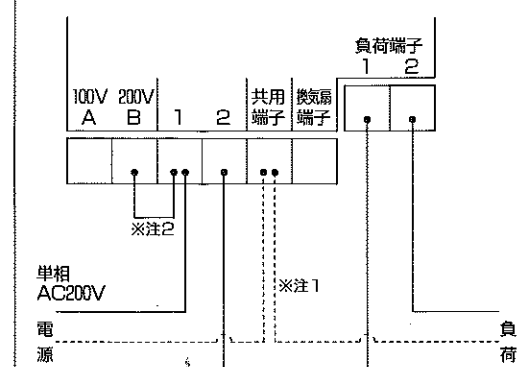 負荷端子
1 2
100V 200V 共用 換気扇
A B 1 2 端子 端子
※注2
※注1
単相
AC200V
電源
負荷